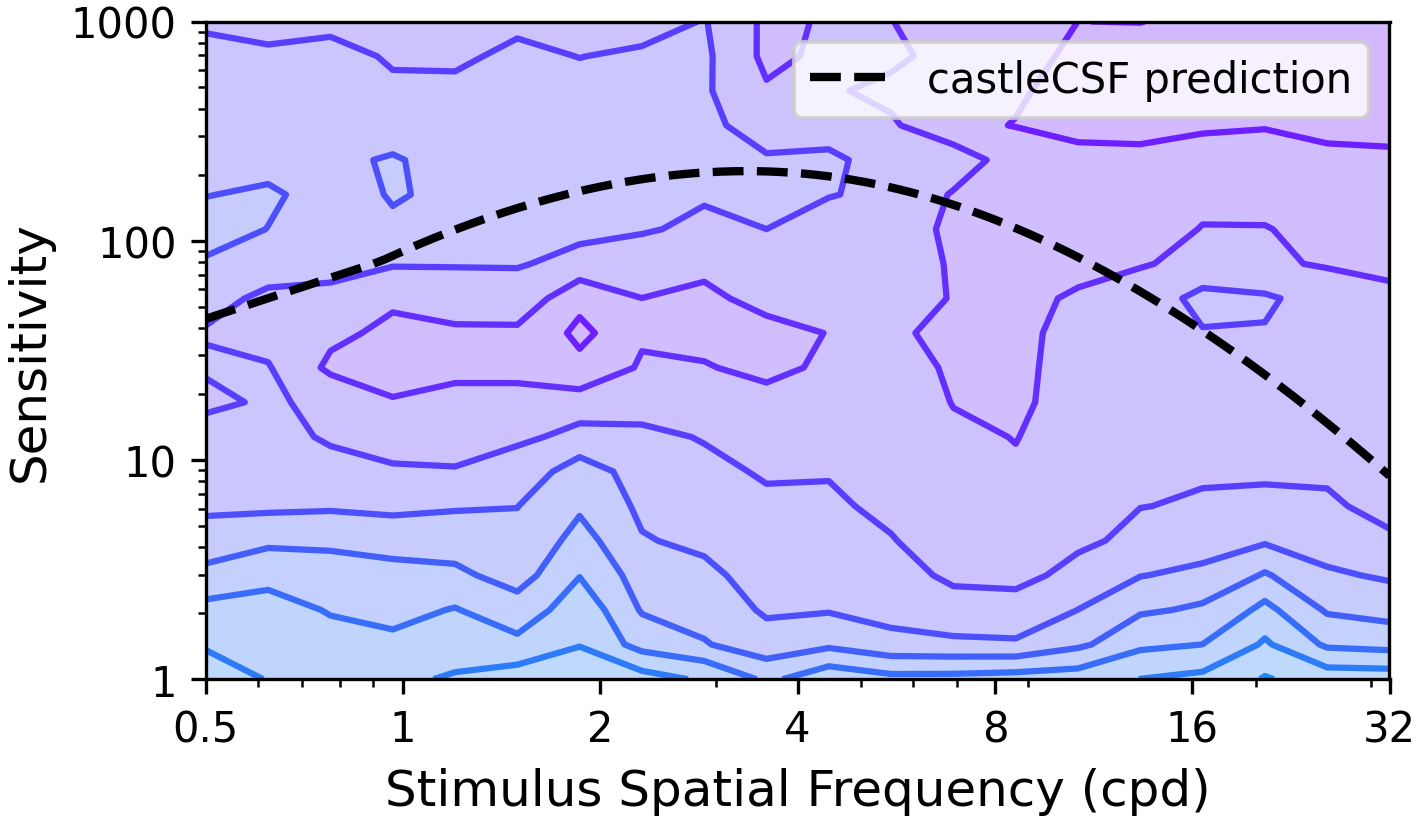 1000
100
10
1
Sensitivity
castleCSF prediction
0.5 1 2 4 8 16 32
Stimulus Spatial Frequency (cpd)